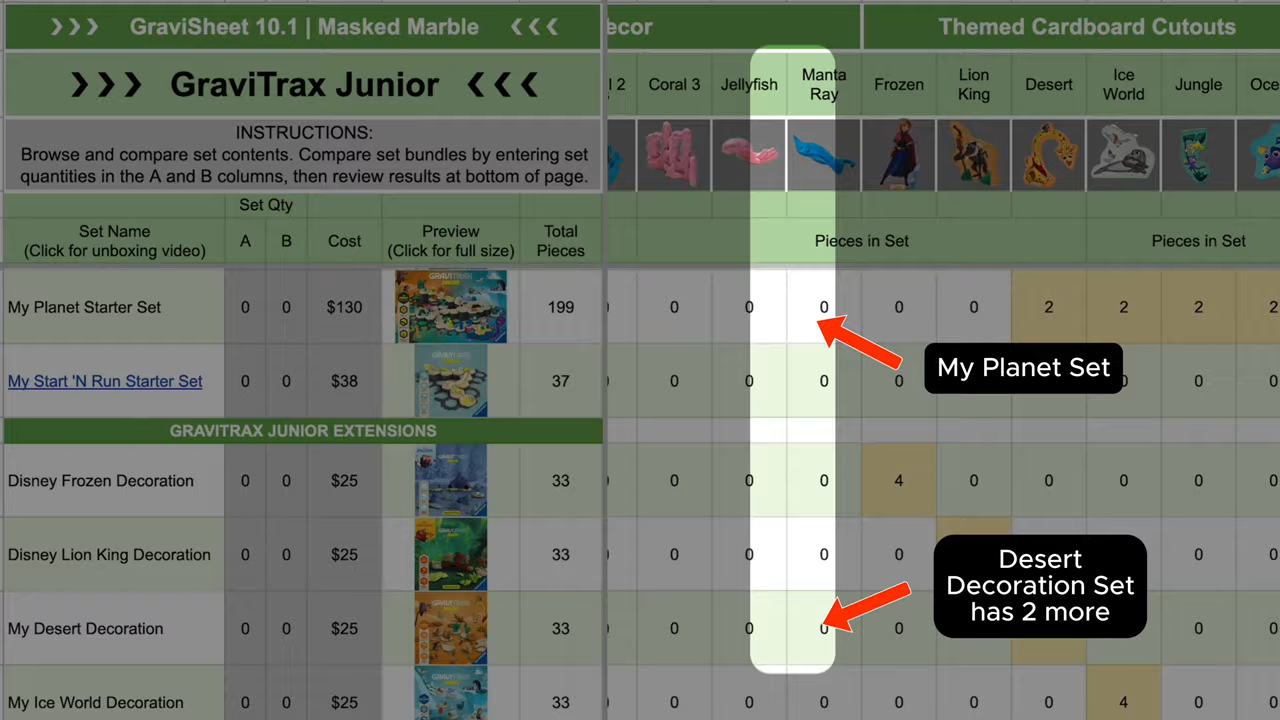 ››› GraviSheet 10.1 | Masked Marble ‹‹‹
ecor
Themed Cardboard Cutouts
❯❯❯ GraviTrax Junior ❮❮❮
l 2
Coral 3
Jellyfish
Manta
Ray
Frozen
Lion
King
Desert
Ice
World
Jungle
Oce
INSTRUCTIONS:
Browse and compare set contents. Compare set bundles by entering set
quantities in the A and B columns, then review results at bottom of page.
Set Qty
Set Name
(Click for unboxing video)
A
B
Cost
Preview
(Click for full size)
Total
Pieces
Pieces in Set
Pieces in Set
My Planet Starter Set 0 0 $130 199 0 0 0 0 0 2 2 2 2
My Planet Set
My Start 'N Run Starter Set 0 0 $38 37 0 0 0 0 0 0 0
GRAVITRAX JUNIOR EXTENSIONS
Disney Frozen Decoration 0 0 $25 33 0 0 0 4 0 0 0 0 0
Disney Lion King Decoration 0 0 $25 33 0 0 0 0 0 0
Desert
Decoration Set
has 2 more
My Desert Decoration 0 0 $25 33 0 0 0 0 0 0
My Ice World Decoration 0 0 $25 33 0 0 0 0 0 0 4 0 0